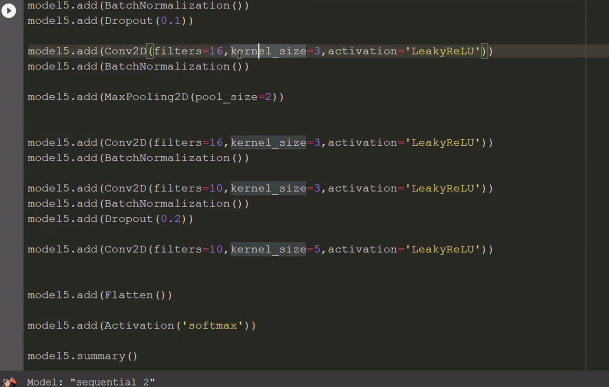 model5.add(BatchNormalization())
model5.add(Dropout(0.1))
model5.add(Conv2D(filters=16,kernel_size=3,activation='LeakyReLU'))
model5.add(BatchNormalization())
model5.add(MaxPooling2D(pool_size=2))
model5.add(Conv2D(filters=16,kernel_size=3,activation='LeakyReLU'))
model5.add(BatchNormalization())
model5.add(Conv2D(filters=10,kernel_size=3,activation='LeakyReLU'))
model5.add(BatchNormalization())
model5.add(Dropout(0.2))
model5.add(Conv2D(filters=10,kernel_size=5,activation='LeakyReLU'))
model5.add(Flatten())
model5.add(Activation('softmax'))
model5.summary()
Model: "sequential_2"